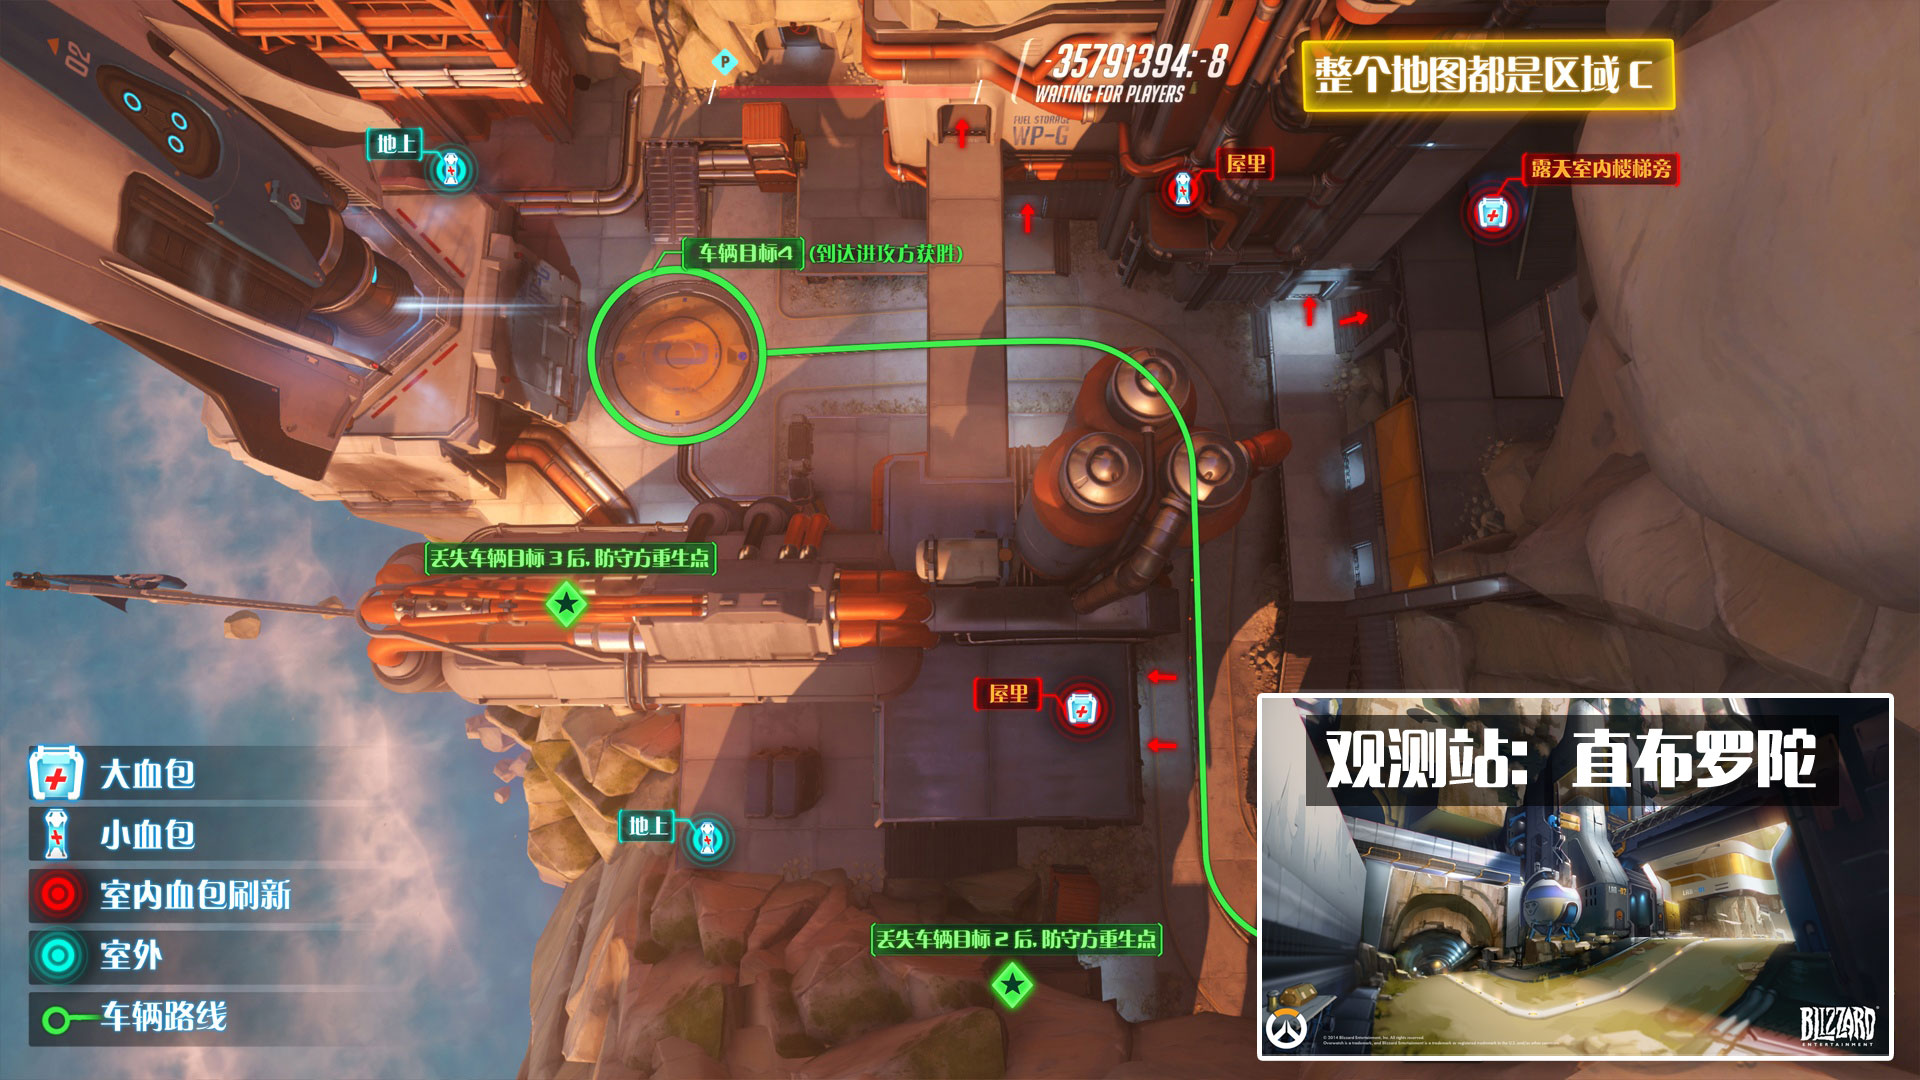 02
P
-35791394:-8
WAITING FOR PLAYERS
FUEL STORAGE
WP-G
整个地图都是区域 C
地上
屋里
露天室内楼梯旁
车辆目标4 (到达进攻方获胜)
丢失车辆目标 3 后, 防守方重生点
屋里
地上
丢失车辆目标 2 后, 防守方重生点
大血包
小血包
室内血包刷新
室外
车辆路线
观测站: 直布罗陀
BLIZZARD
ENTERTAINMENT